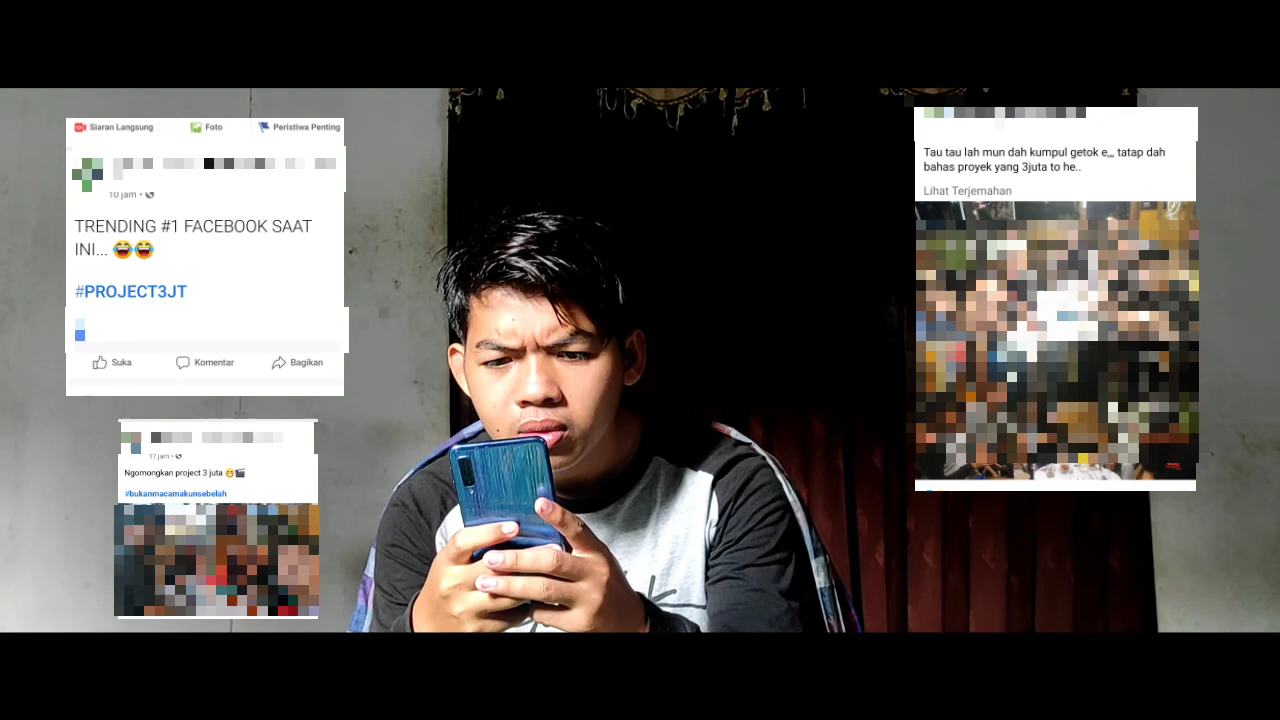 Siaran Langsung
Foto
Peristiwa Penting
10 jam
TRENDING #1 FACEBOOK SAAT
INI... 😂😂
#PROJECT3JT
Suka
Komentar
Bagikan
17 jam
Ngomongkan project 3 juta 🤭🎬
#bukanmacamakunsebelah
Tau tau lah mun dah kumpul getok e,,, tatap dah
bahas proyek yang 3juta to he..
Lihat Terjemahan